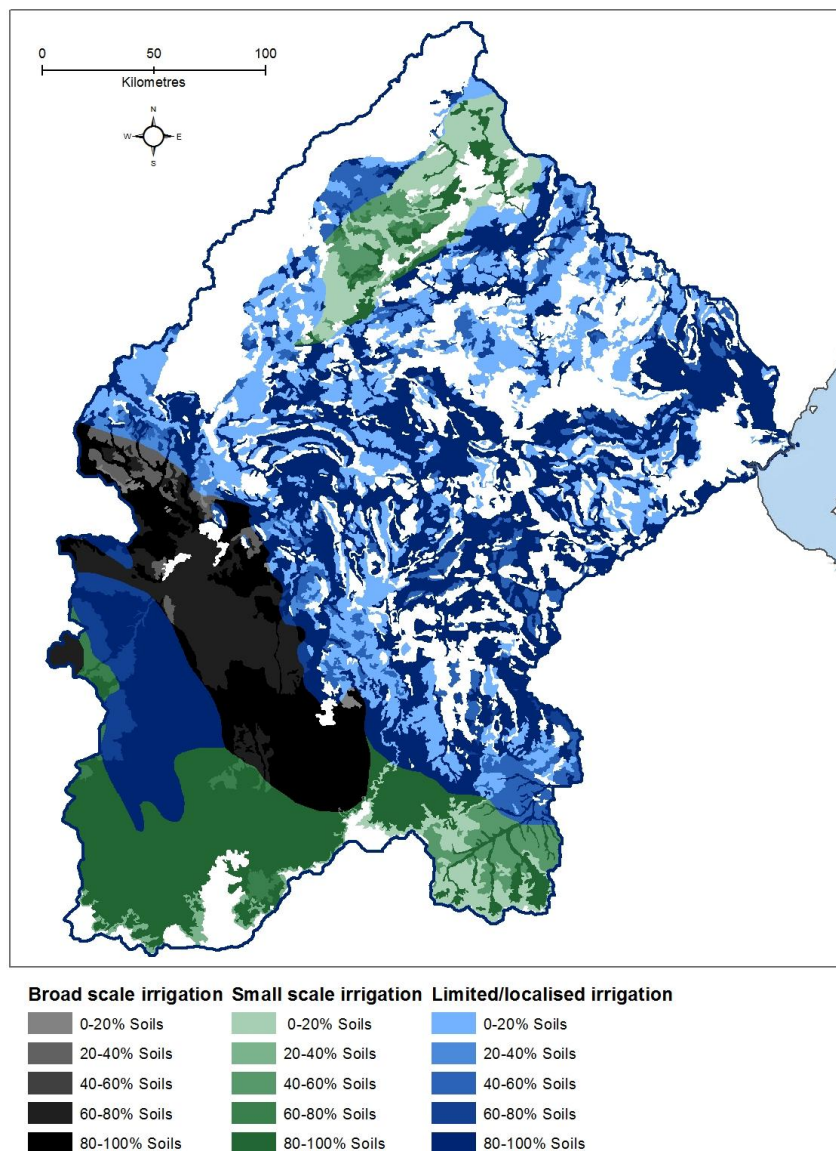 0 50 100
Kilometres
N
W E
S
Broad scale irrigation Small scale irrigation Limited/localised irrigation
0-20% Soils 0-20% Soils 0-20% Soils
20-40% Soils 20-40% Soils 20-40% Soils
40-60% Soils 40-60% Soils 40-60% Soils
60-80% Soils 60-80% Soils 60-80% Soils
80-100% Soils 80-100% Soils 80-100% Soils